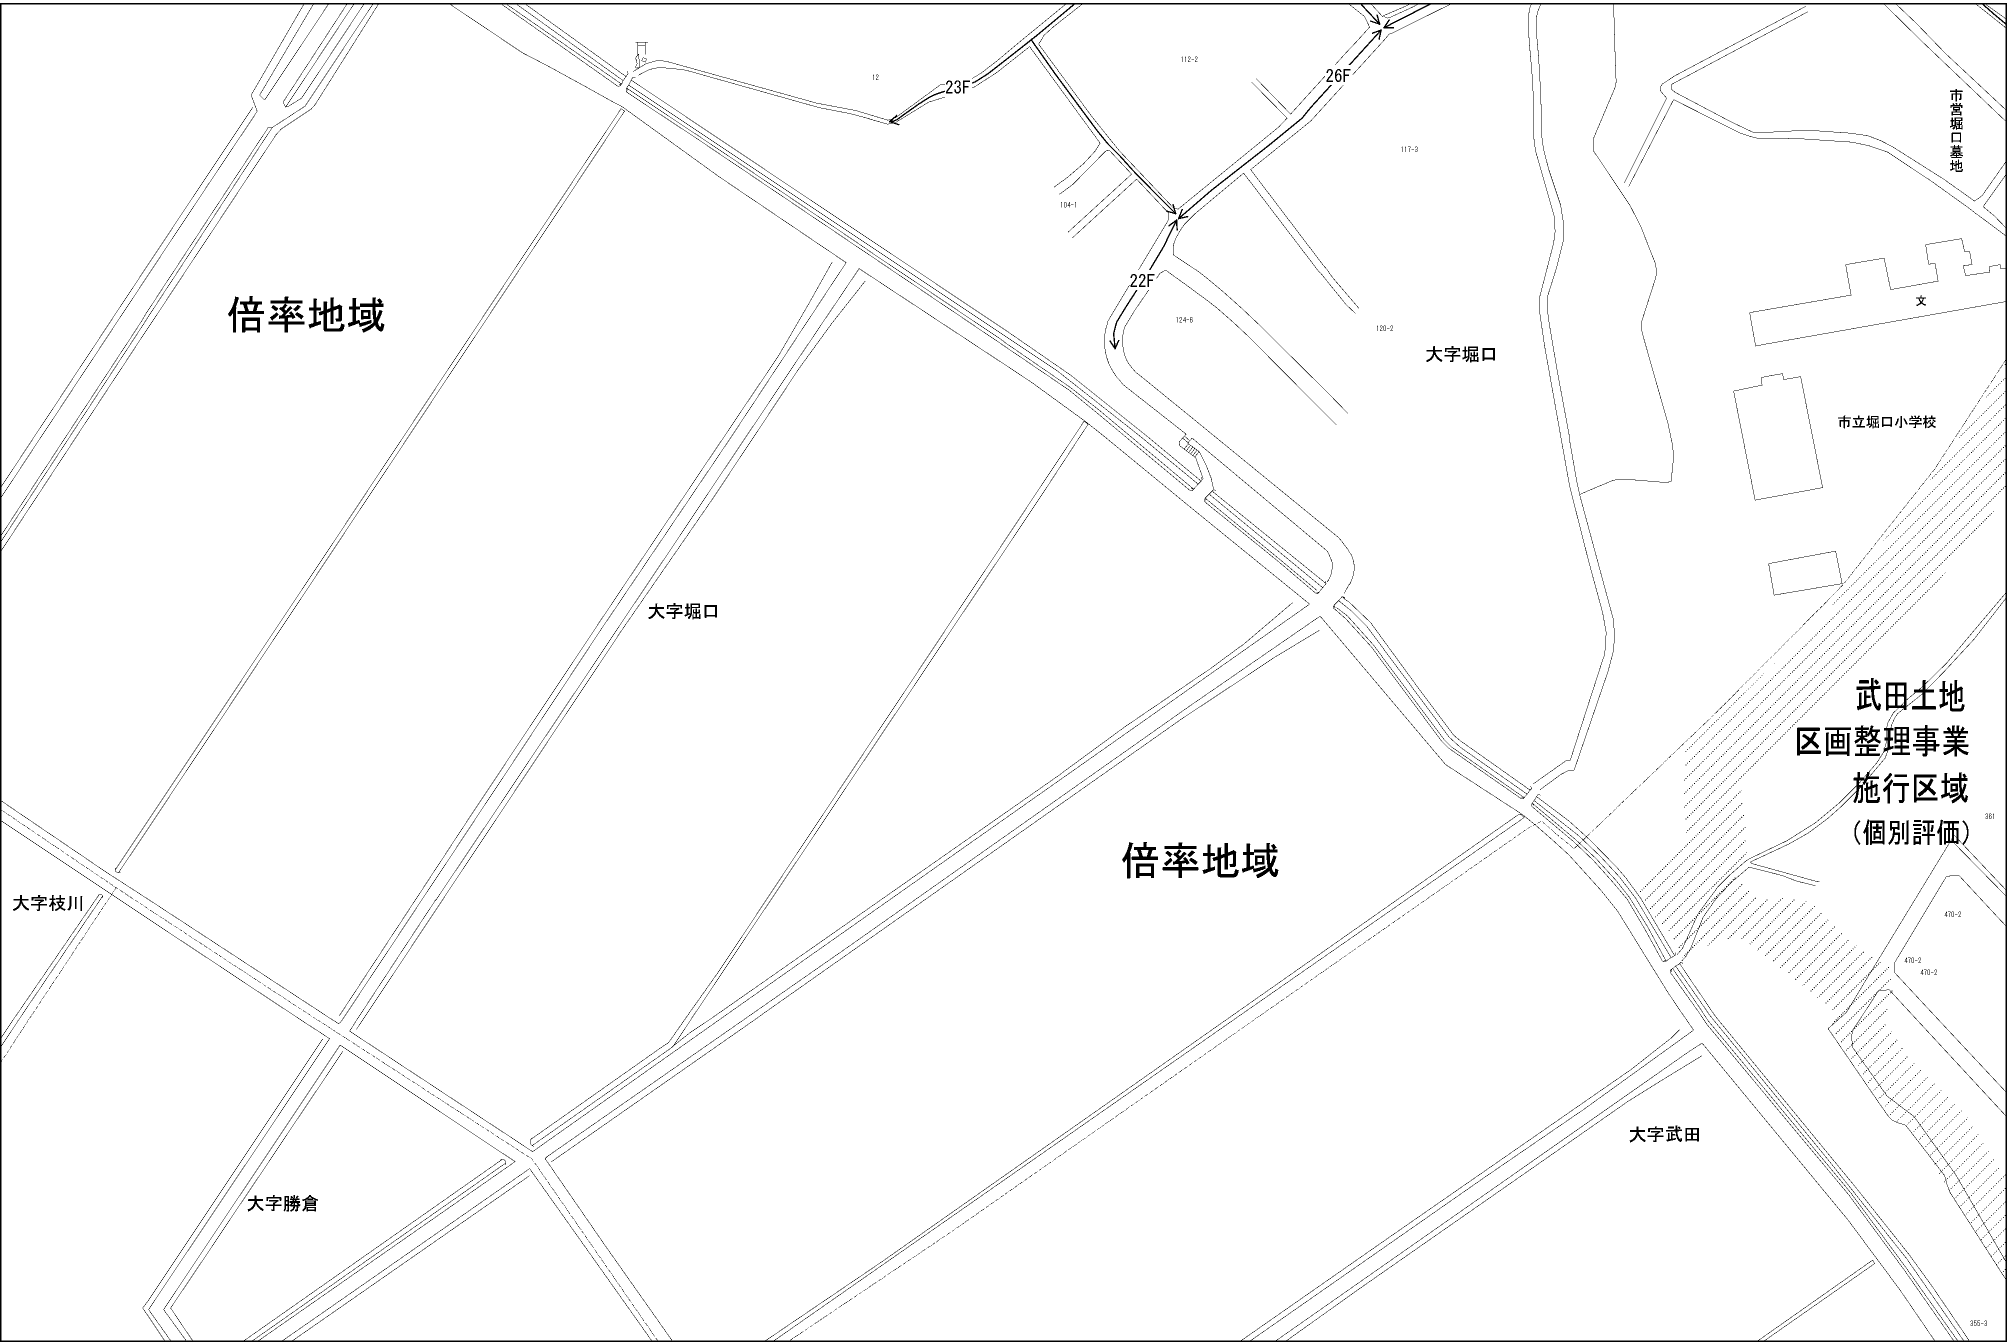 12
23F
112-2
26F
117-3
104-1
22F
124-6
120-2
大字堀口
市営堀口墓地
文
市立堀口小学校
倍率地域
大字堀口
倍率地域
武田土地
区画整理事業
施行区域
（個別評価）
361
470-2
470-2
470-2
大字枝川
大字勝倉
大字武田
355-3